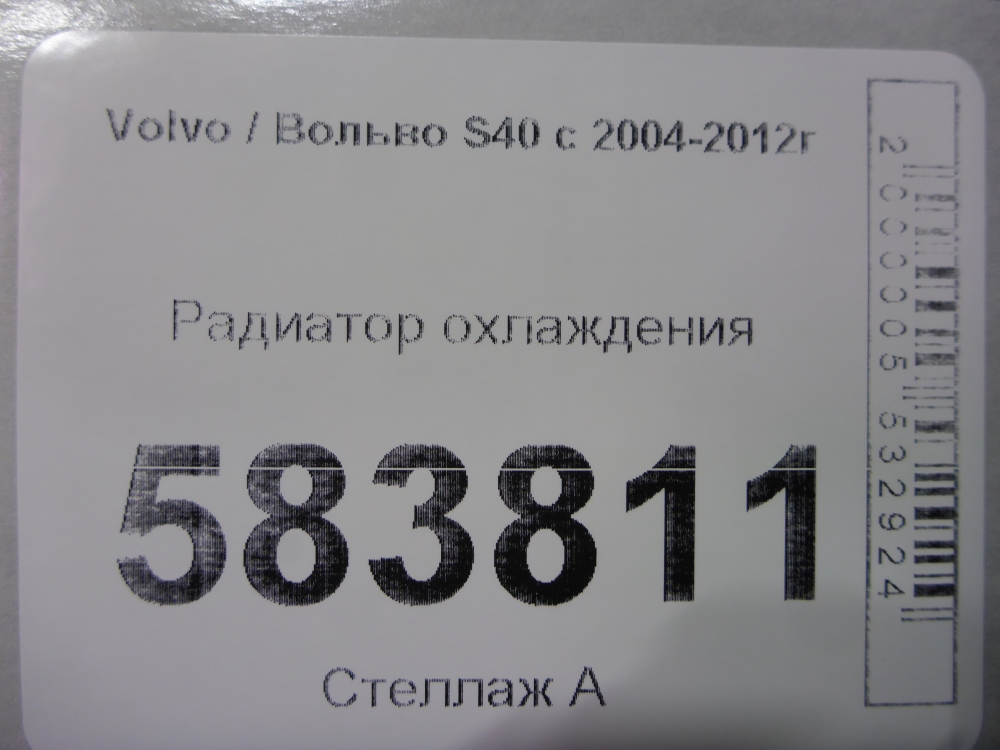 Volvo / Вольво S40 с 2004-2012г
Радиатор охлаждения
583811
Стеллаж А
2000005532924